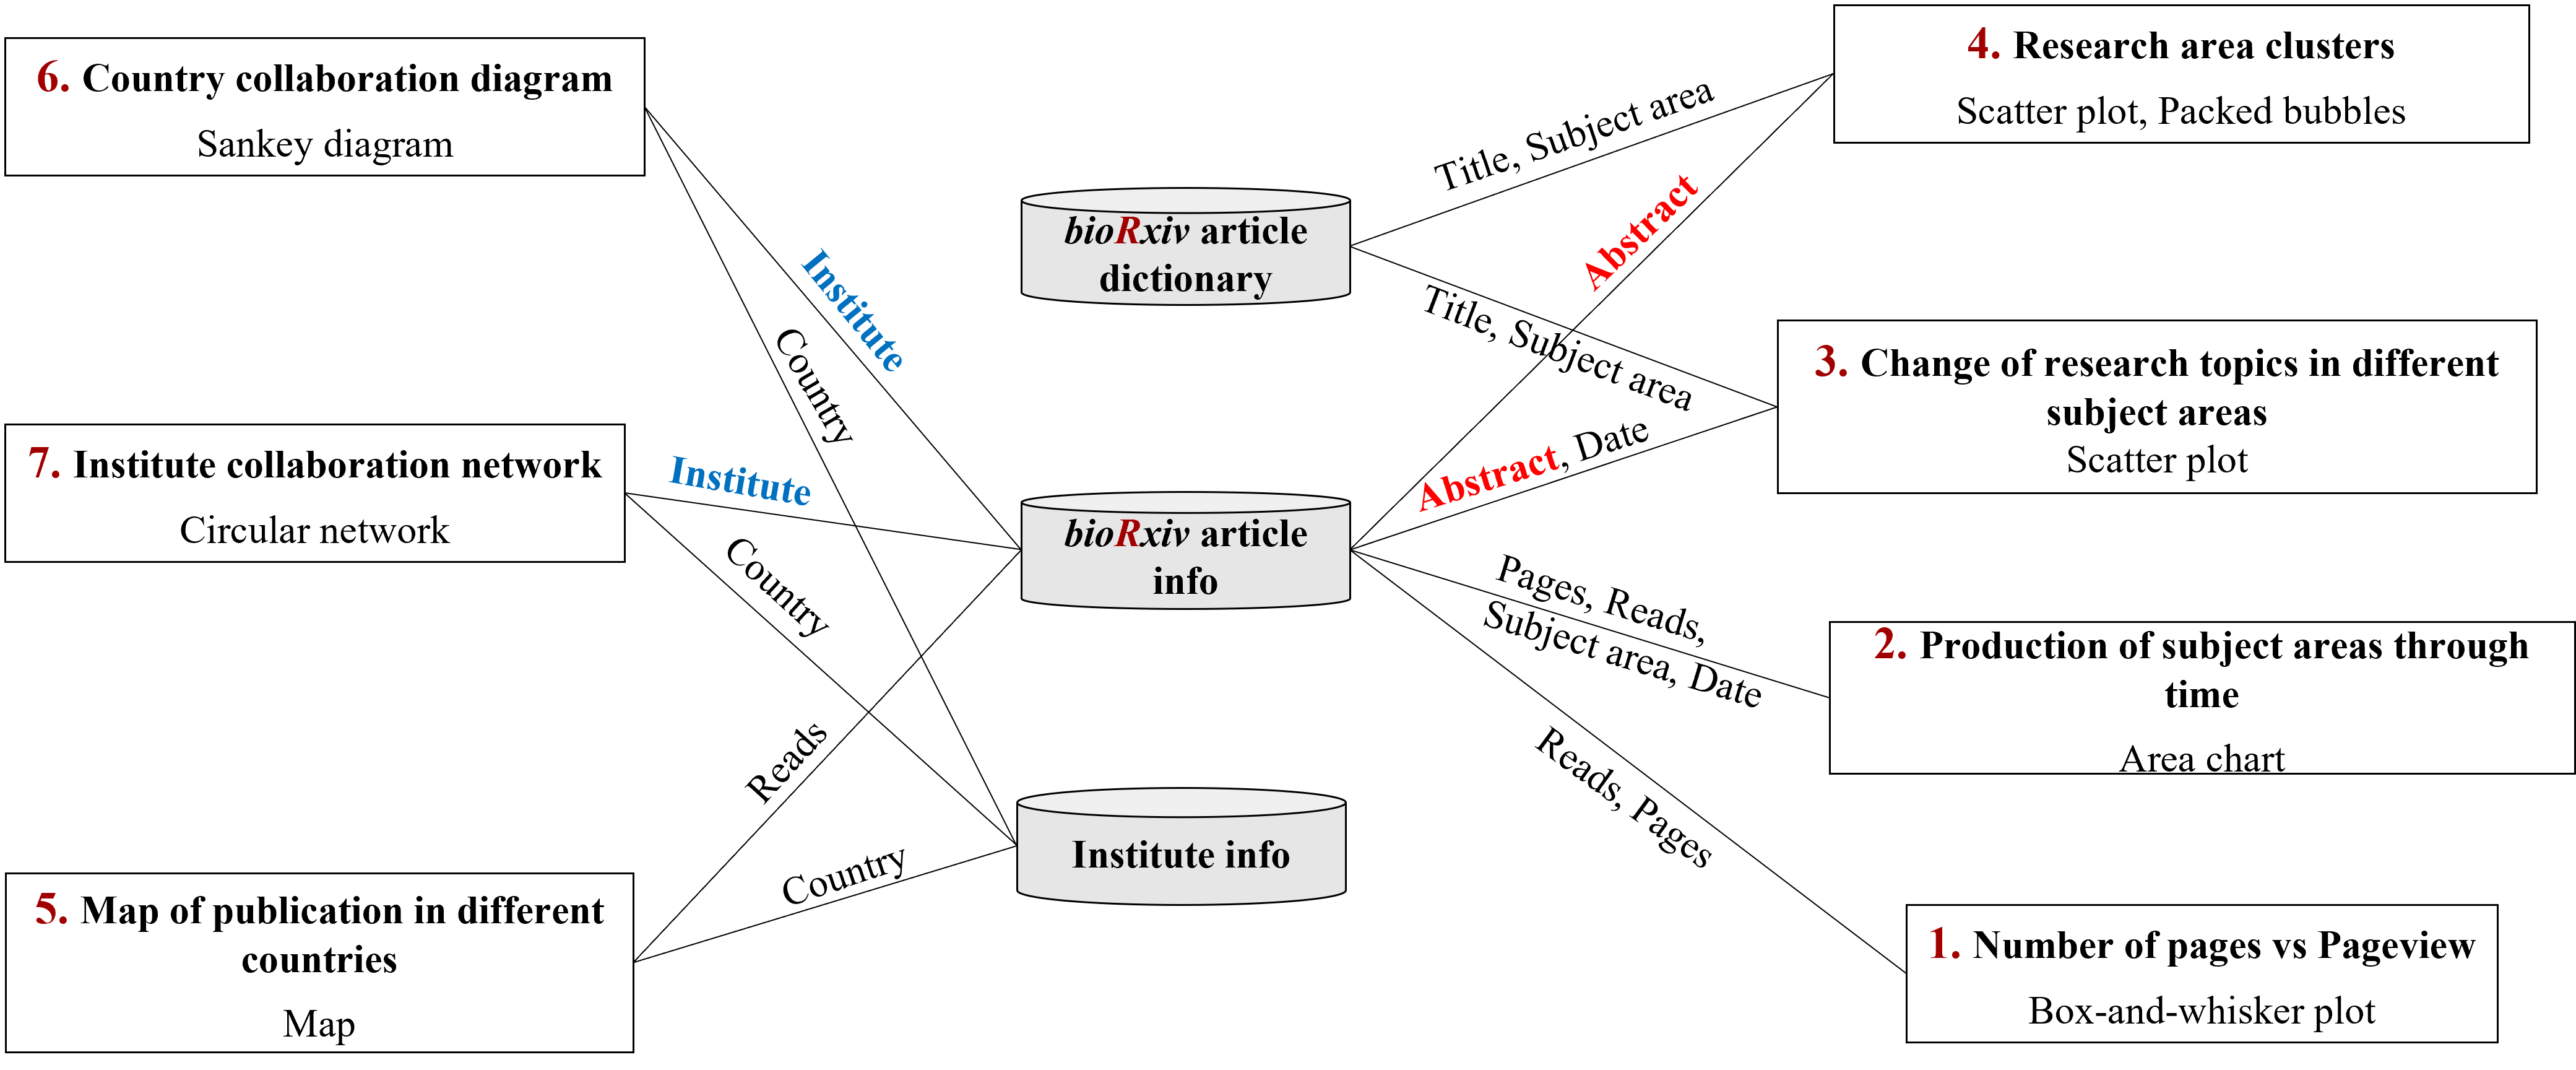 6. Country collaboration diagram
Sankey diagram
7. Institute collaboration network
Circular network
5. Map of publication in different
countries
Map
Institute
Country
Institute
Country
Reads
Country
bioRxiv article
dictionary
bioRxiv article
info
Institute info
Title, Subject area
Abstract
Title, Subject area
Abstract, Date
Pages, Reads,
Subject area, Date
Reads, Pages
4. Research area clusters
Scatter plot, Packed bubbles
3. Change of research topics in different
subject areas
Scatter plot
2. Production of subject areas through
time
Area chart
1. Number of pages vs Pageview
Box-and-whisker plot